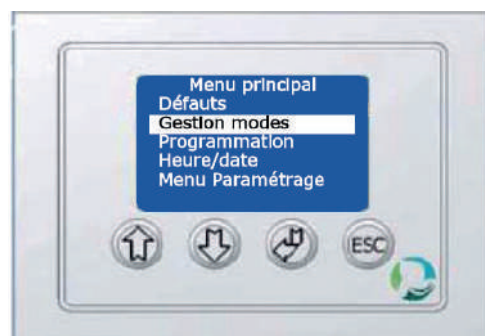 Menu principal
Défauts
Gestion modes
Programmation
Heure/date
Menu Paramétrage
ESC